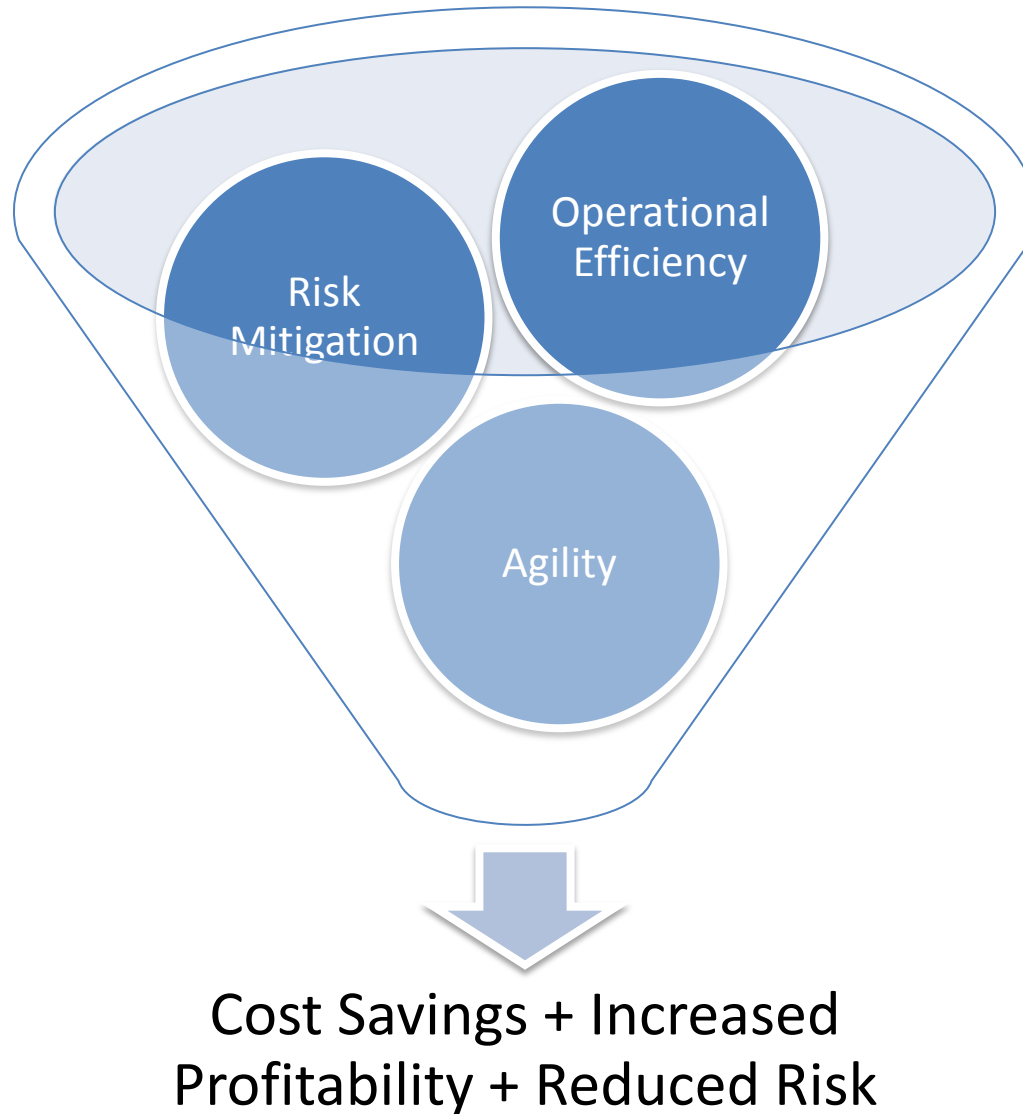 Operational
Efficiency
Risk
Mitigation
Agility
Cost Savings + Increased
Profitability + Reduced Risk